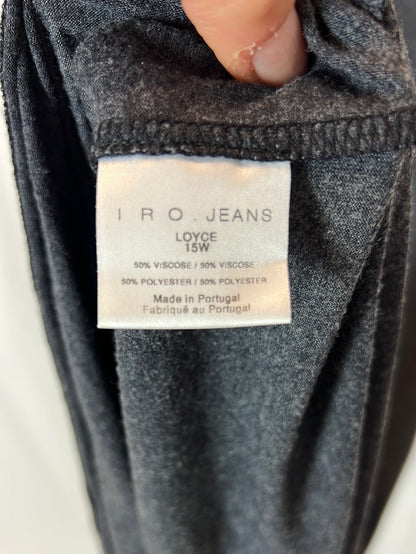 I R O . JEANS
LOYCE
15W
50% VISCOSE / 50% VISCOSE
50% POLYESTER / 50% POLYESTER
Made in Portugal
Fabriqué au Portugal